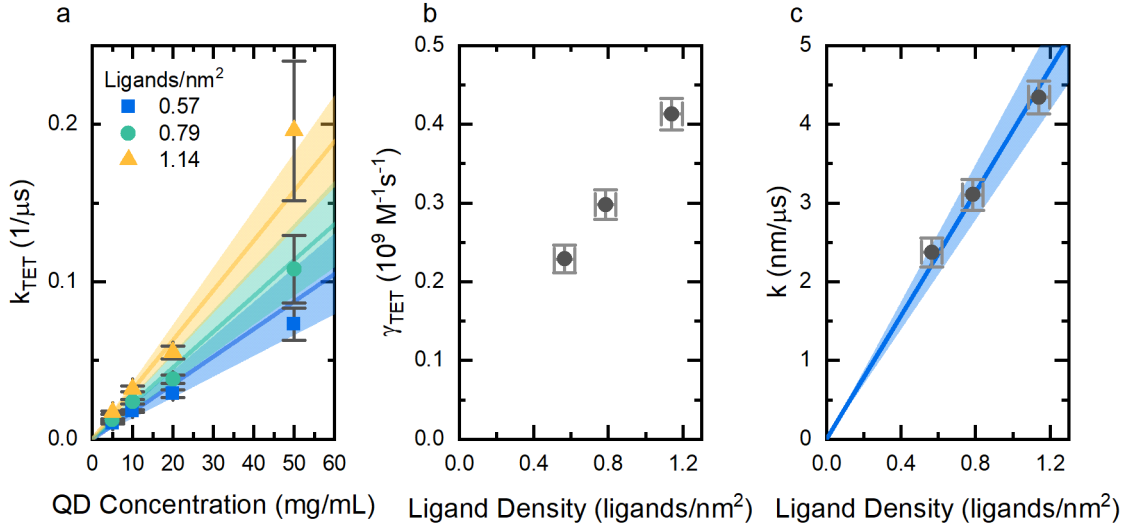 a
Ligands/nm²
0.57
0.79
1.14
k_TET (1/μs)
0.2
0.1
0.0
0 10 20 30 40 50 60
QD Concentration (mg/mL)
b
γ_TET (10⁹ M⁻¹s⁻¹)
0.5
0.4
0.3
0.2
0.1
0.0
0.0 0.4 0.8 1.2
Ligand Density (ligands/nm²)
c
k (nm/μs)
5
4
3
2
1
0
0.0 0.4 0.8 1.2
Ligand Density (ligands/nm²)